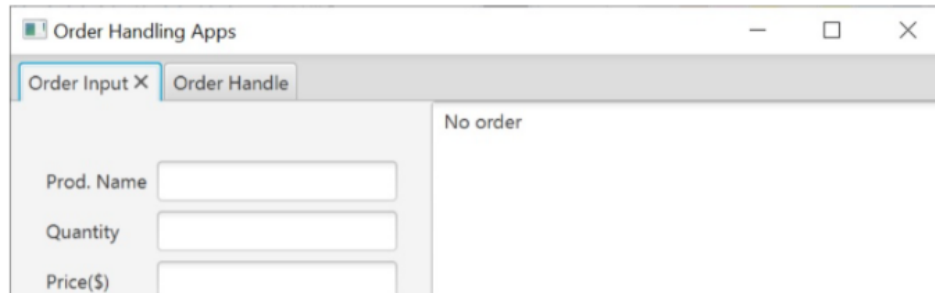 Order Handling Apps
Order Input Order Handle
No order
Prod. Name
Quantity
Price($)